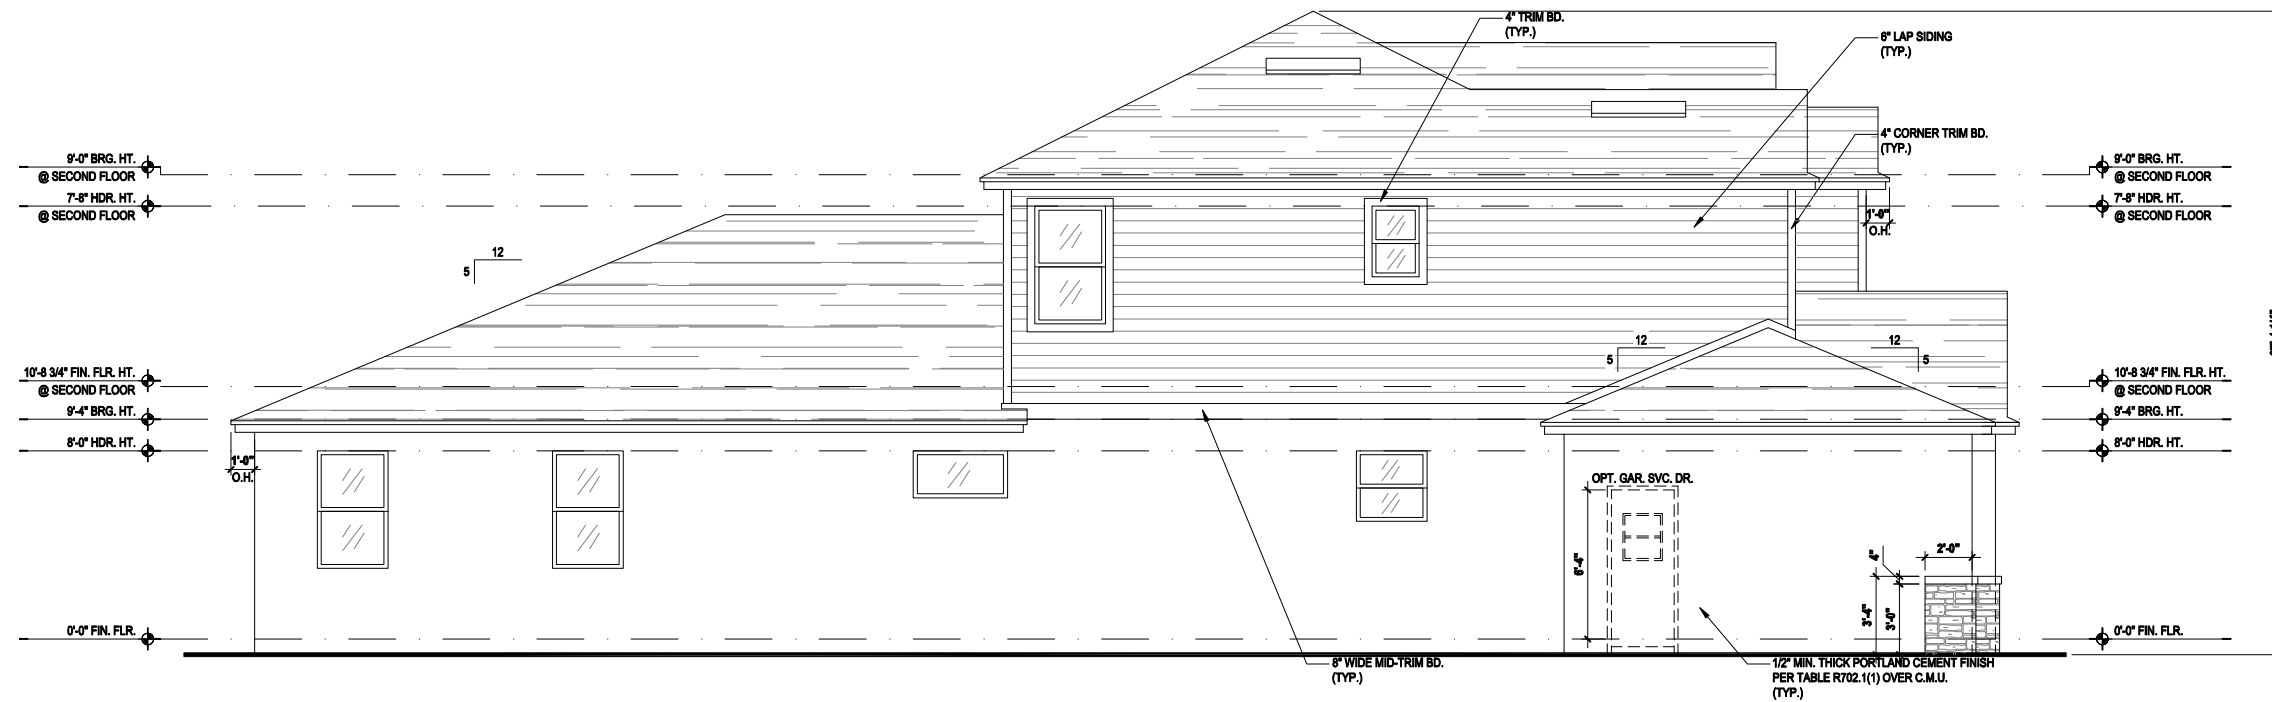 4" TRIM BD.
(TYP.)
6" LAP SIDING
(TYP.)
4" CORNER TRIM BD.
(TYP.)
9'-0" BRG. HT.
@ SECOND FLOOR
7'-8" HDR. HT.
@ SECOND FLOOR
9'-0" BRG. HT.
@ SECOND FLOOR
7'-8" HDR. HT.
@ SECOND FLOOR
1'-0"
O.H.
12
5
12
5
12
5
10'-8 3/4" FIN. FLR. HT.
@ SECOND FLOOR
9'-4" BRG. HT.
8'-0" HDR. HT.
10'-8 3/4" FIN. FLR. HT.
@ SECOND FLOOR
9'-4" BRG. HT.
8'-0" HDR. HT.
1'-0"
O.H.
OPT. GAR. SVC. DR.
6'-4"
4"
2'-0"
3'-4"
3'-0"
0'-0" FIN. FLR.
0'-0" FIN. FLR.
8" WIDE MID-TRIM BD.
(TYP.)
1/2" MIN. THICK PORTLAND CEMENT FINISH
PER TABLE R702.1(1) OVER C.M.U.
(TYP.)